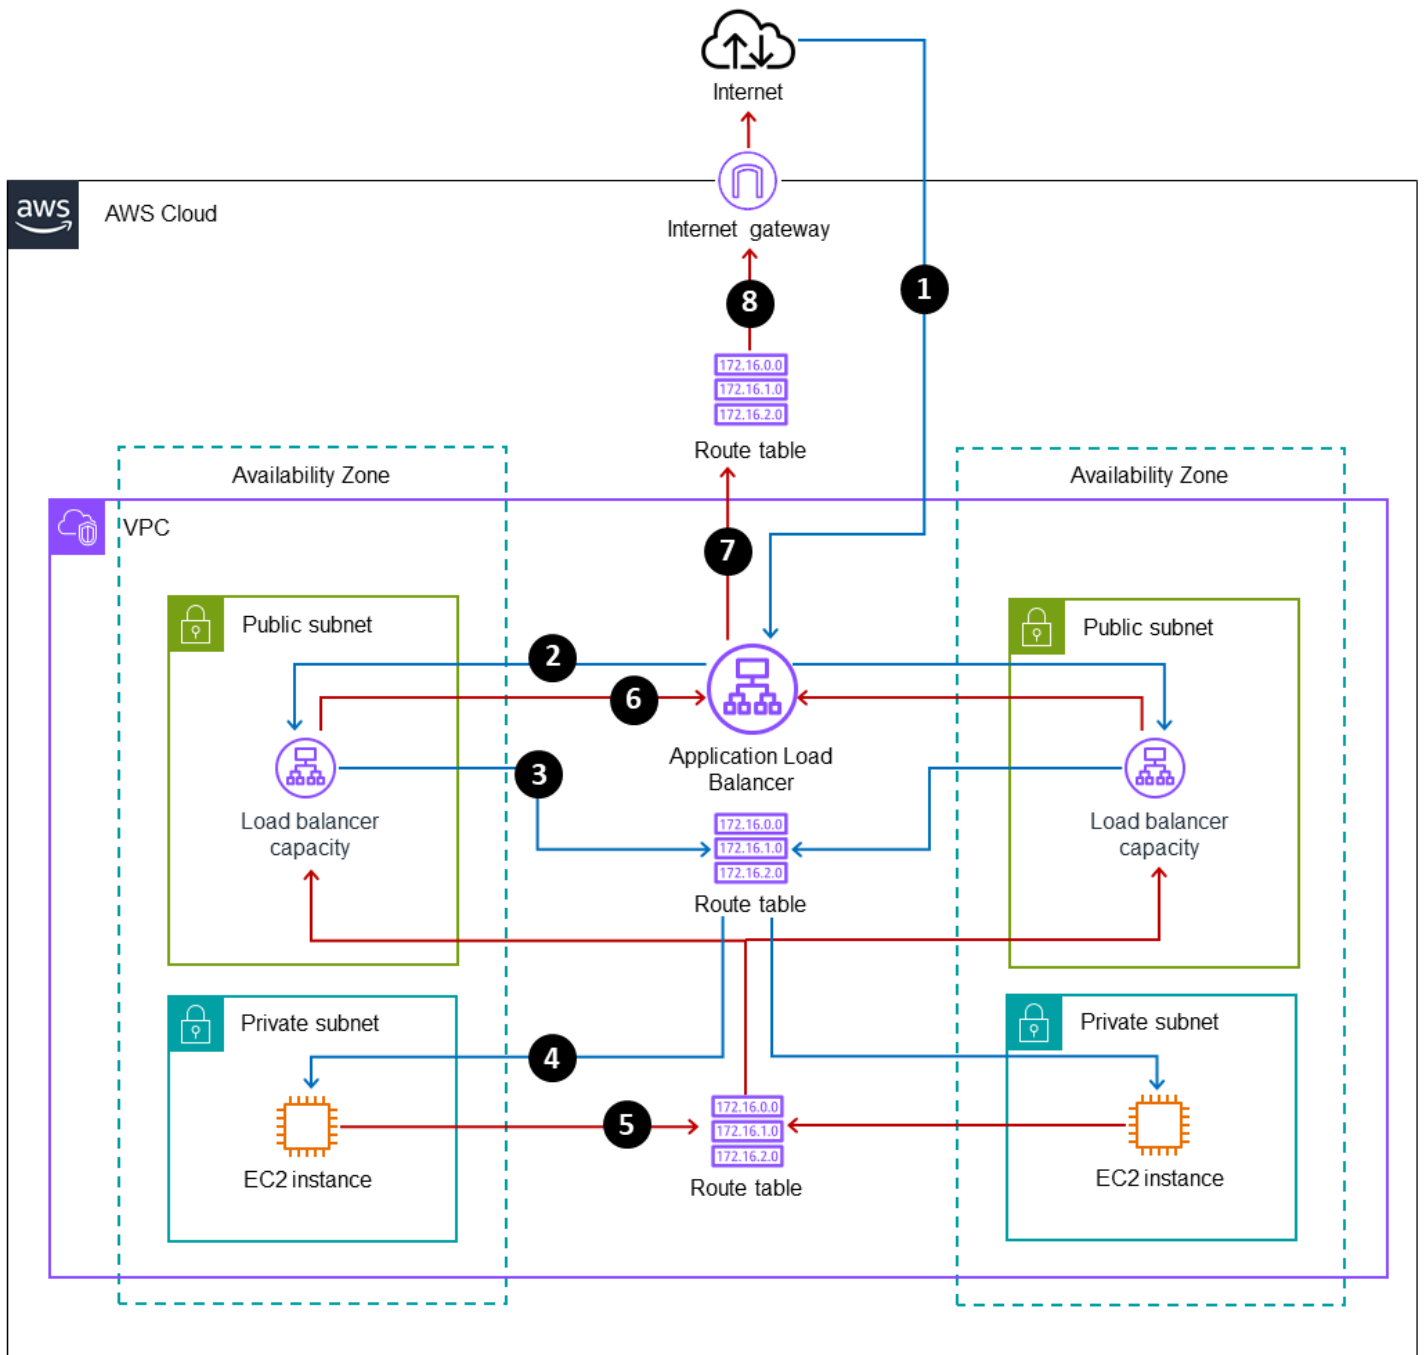 Internet
aws
AWS Cloud
Internet gateway
8
1
172.16.0.0
172.16.1.0
172.16.2.0
Route table
Availability Zone
Availability Zone
VPC
7
Public subnet
Public subnet
2
6
Application Load
Balancer
3
Load balancer
capacity
Load balancer
capacity
172.16.0.0
172.16.1.0
172.16.2.0
Route table
Private subnet
Private subnet
4
172.16.0.0
172.16.1.0
172.16.2.0
5
EC2 instance
EC2 instance
Route table